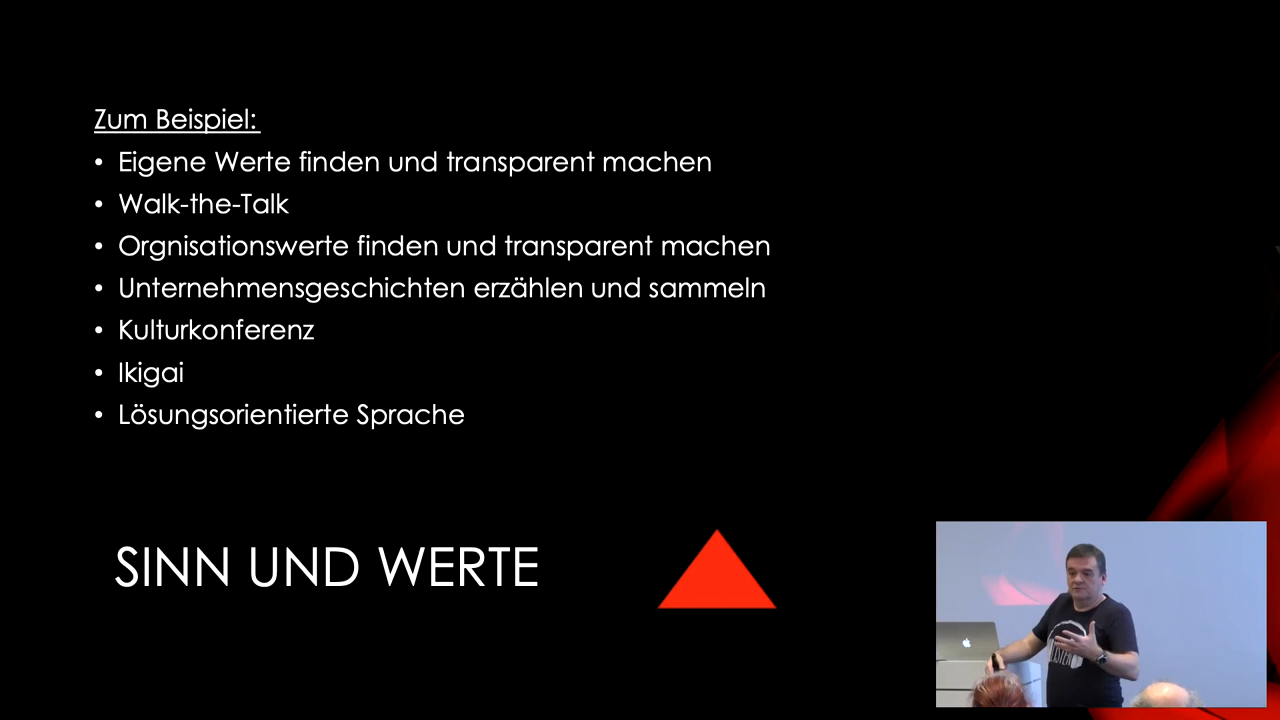 Zum Beispiel:
• Eigene Werte finden und transparent machen
• Walk-the-Talk
• Orgnisationswerte finden und transparent machen
• Unternehmensgeschichten erzählen und sammeln
• Kulturkonferenz
• Ikigai
• Lösungsorientierte Sprache
SINN UND WERTE